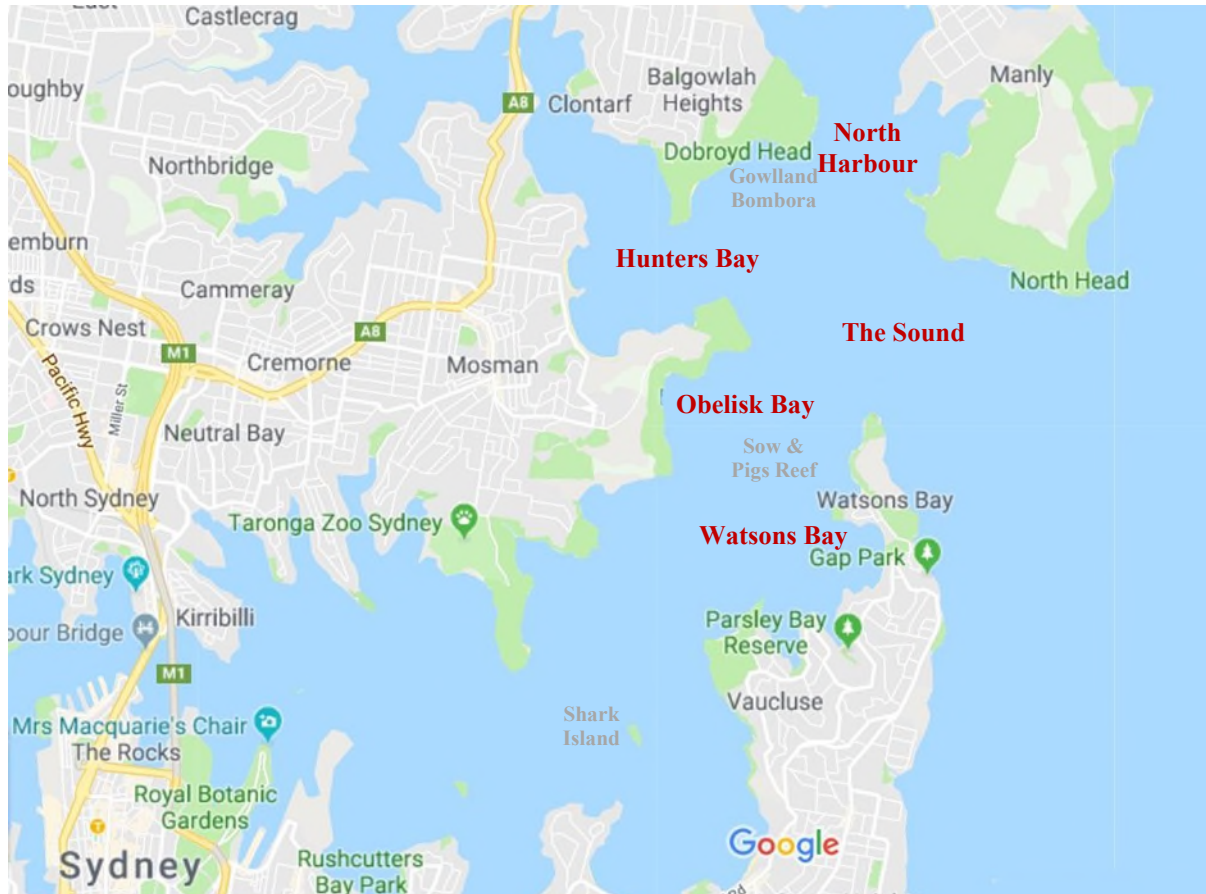 East
Castlecrag
oughby
A8
Clontarf
Balgowlah
Heights
Manly
North
Harbour
Northbridge
Dobroyd Head
Gowlland
Bombora
emburn
Hunters Bay
rds
Cammeray
North Head
Crows Nest
A8
The Sound
M1
Cremorne
Mosman
Pacific Hwy
Miller St
Obelisk Bay
Neutral Bay
Sow &
Pigs Reef
North Sydney
Watsons Bay
Taronga Zoo Sydney
Watsons Bay
Gap Park
ark Sydney
Kirribilli
Parsley Bay
Reserve
bour Bridge
M1
Vaucluse
Shark
Island
Mrs Macquarie's Chair
The Rocks
Royal Botanic
Gardens
Google
Sydney
Rushcutters
Bay Park
Rd